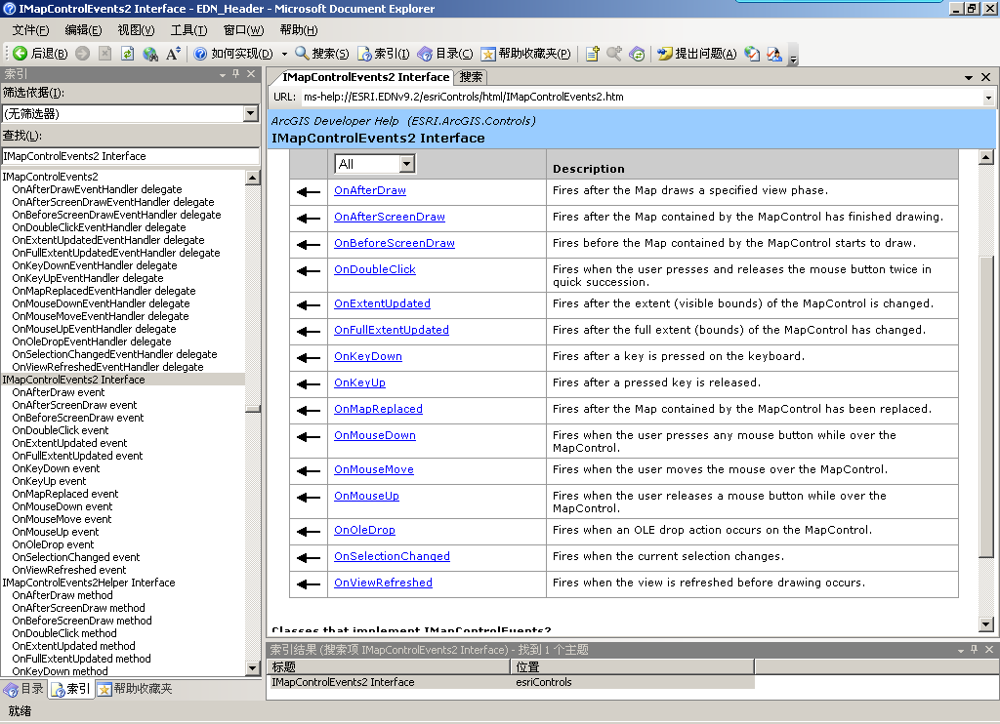 IMapControlEvents2 Interface - EDN_Header - Microsoft Document Explorer
文件(F) 编辑(E) 视图(V) 工具(T) 窗口(W) 帮助(H)
后退(B) 如何实现(D) 搜索(S) 索引(I) 目录(C) 帮助收藏夹(P) 提出问题(A)
索引
筛选依据(I):
(无筛选器)
查找(L):
IMapControlEvents2 Interface
IMapControlEvents2
OnAfterDrawEventHandler delegate
OnAfterScreenDrawEventHandler delegate
OnBeforeScreenDrawEventHandler delegate
OnDoubleClickEventHandler delegate
OnExtentUpdatedEventHandler delegate
OnFullExtentUpdatedEventHandler delegate
OnKeyDownEventHandler delegate
OnKeyUpEventHandler delegate
OnMapReplacedEventHandler delegate
OnMouseDownEventHandler delegate
OnMouseMoveEventHandler delegate
OnMouseUpEventHandler delegate
OnOleDropEventHandler delegate
OnSelectionChangedEventHandler delegate
OnViewRefreshedEventHandler delegate
IMapControlEvents2 Interface
OnAfterDraw event
OnAfterScreenDraw event
OnBeforeScreenDraw event
OnDoubleClick event
OnExtentUpdated event
OnFullExtentUpdated event
OnKeyDown event
OnKeyUp event
OnMapReplaced event
OnMouseDown event
OnMouseMove event
OnMouseUp event
OnOleDrop event
OnSelectionChanged event
OnViewRefreshed event
IMapControlEvents2Helper Interface
OnAfterDraw method
OnAfterScreenDraw method
OnBeforeScreenDraw method
OnDoubleClick method
OnExtentUpdated method
OnFullExtentUpdated method
OnKeyDown method
目录 索引 帮助收藏夹
就绪
IMapControlEvents2 Interface 搜索
URL: ms-help://ESRI.EDNv9.2/esriControls/html/IMapControlEvents2.htm
ArcGIS Developer Help (ESRI.ArcGIS.Controls)
IMapControlEvents2 Interface
All Description
OnAfterDraw Fires after the Map draws a specified view phase.
OnAfterScreenDraw Fires after the Map contained by the MapControl has finished drawing.
OnBeforeScreenDraw Fires before the Map contained by the MapControl starts to draw.
OnDoubleClick Fires when the user presses and releases the mouse button twice in
quick succession.
OnExtentUpdated Fires after the extent (visible bounds) of the MapControl is changed.
OnFullExtentUpdated Fires after the full extent (bounds) of the MapControl has changed.
OnKeyDown Fires after a key is pressed on the keyboard.
OnKeyUp Fires after a pressed key is released.
OnMapReplaced Fires after the Map contained by the MapControl has been replaced.
OnMouseDown Fires when the user presses any mouse button while over the
MapControl.
OnMouseMove Fires when the user moves the mouse over the MapControl.
OnMouseUp Fires when the user releases a mouse button while over the
MapControl.
OnOleDrop Fires when an OLE drop action occurs on the MapControl.
OnSelectionChanged Fires when the current selection changes.
OnViewRefreshed Fires when the view is refreshed before drawing occurs.
Classes that implement IMapControlEvents2
索引结果 (搜索项 IMapControlEvents2 Interface) - 找到 1 个主题
标题 位置
IMapControlEvents2 Interface esriControls